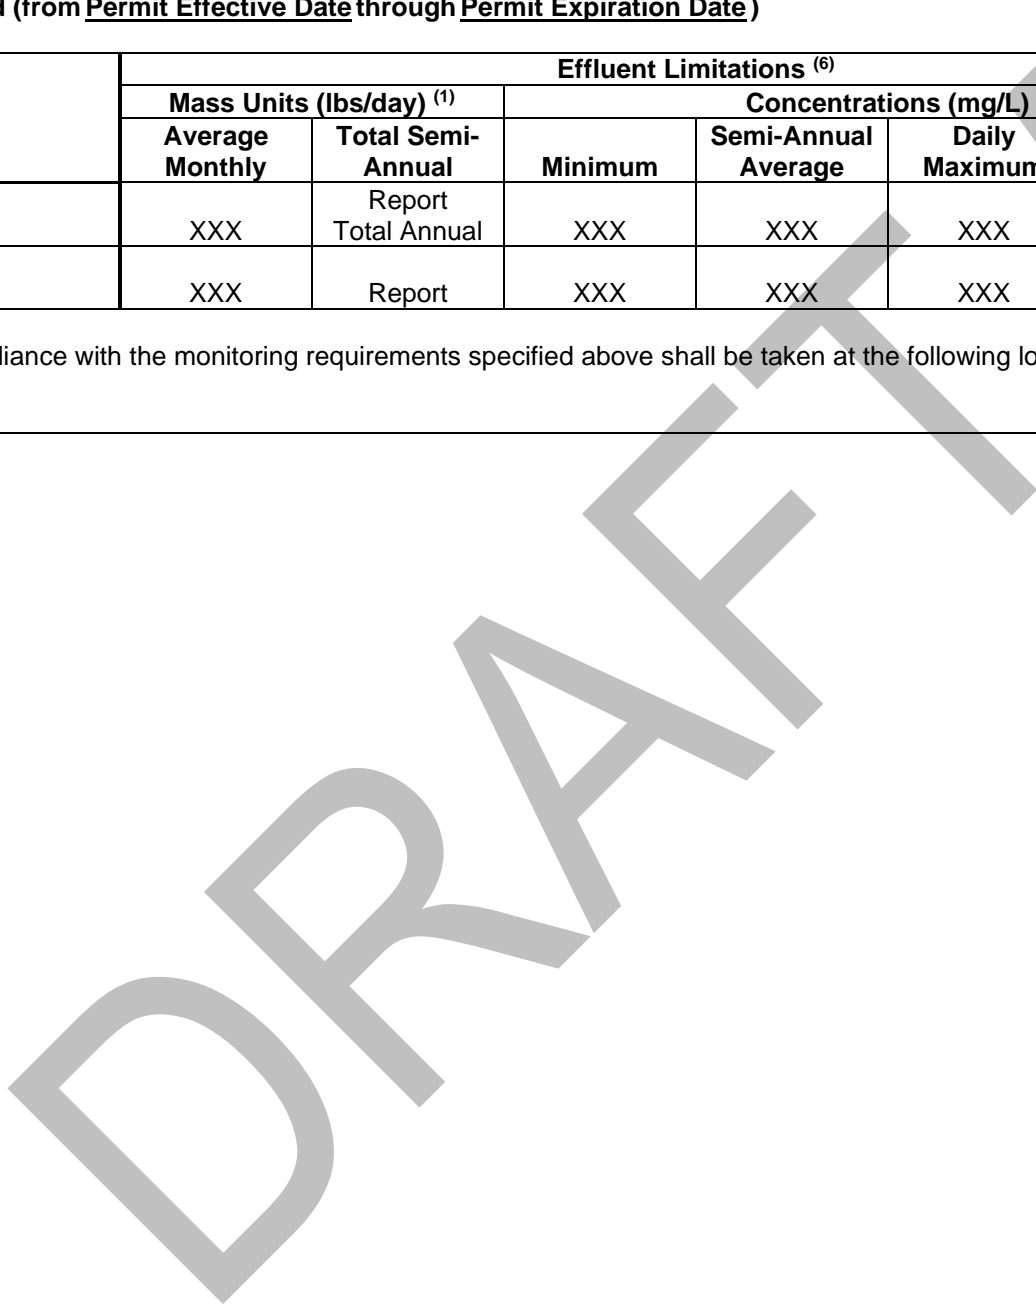 (from Permit Effective Date through Permit Expiration Date)
Effluent Limitations (6)
Mass Units (lbs/day) (1) Concentrations (mg/L)
Average Monthly Total Semi-Annual Minimum Semi-Annual Average Daily Maximum
XXX Report Total Annual XXX XXX XXX
XXX Report XXX XXX XXX
with the monitoring requirements specified above shall be taken at the following
DRAFT